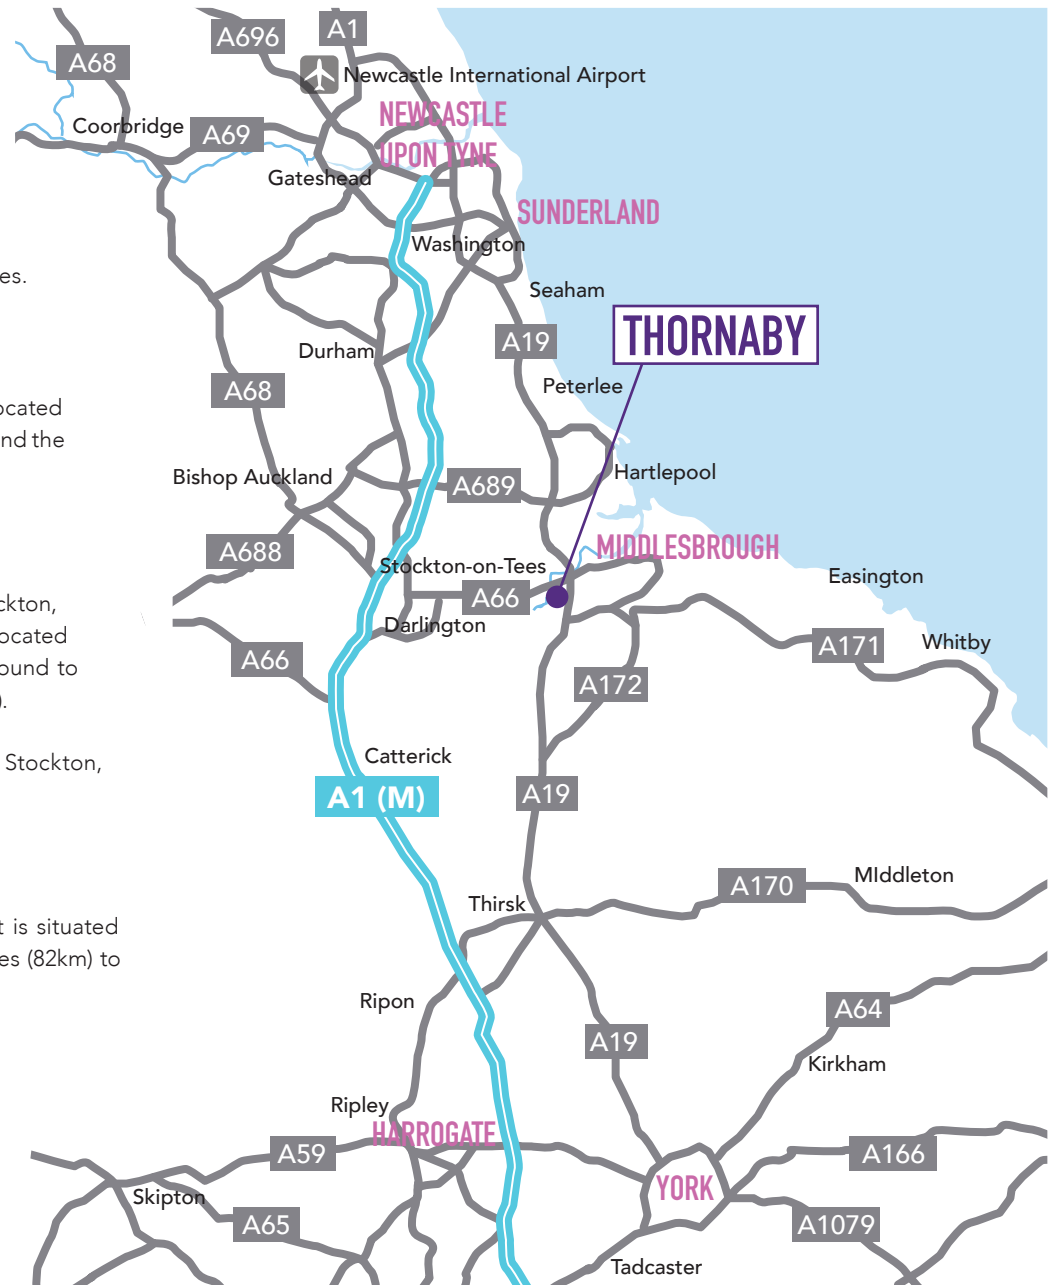 A696
A1
A68
Newcastle International Airport
NEWCASTLE
UPON TYNE
Coorbridge
A69
Gateshead
SUNDERLAND
Washington
es.
Seaham
THORNABY
A19
Durham
Peterlee
A68
ocated
nd the
Bishop Auckland
Hartlepool
A689
A688
MIDDLESBROUGH
Stockton-on-Tees
Easington
A66
ckton,
Darlington
ocated
A171
Whitby
A66
ound to
A172
).
Catterick
Stockton,
A1 (M)
A19
A170
MIddleton
Thirsk
t is situated
es (82km) to
Ripon
A64
A19
Kirkham
Ripley
HARROGATE
A59
A166
Skipton
YORK
A65
A1079
Tadcaster